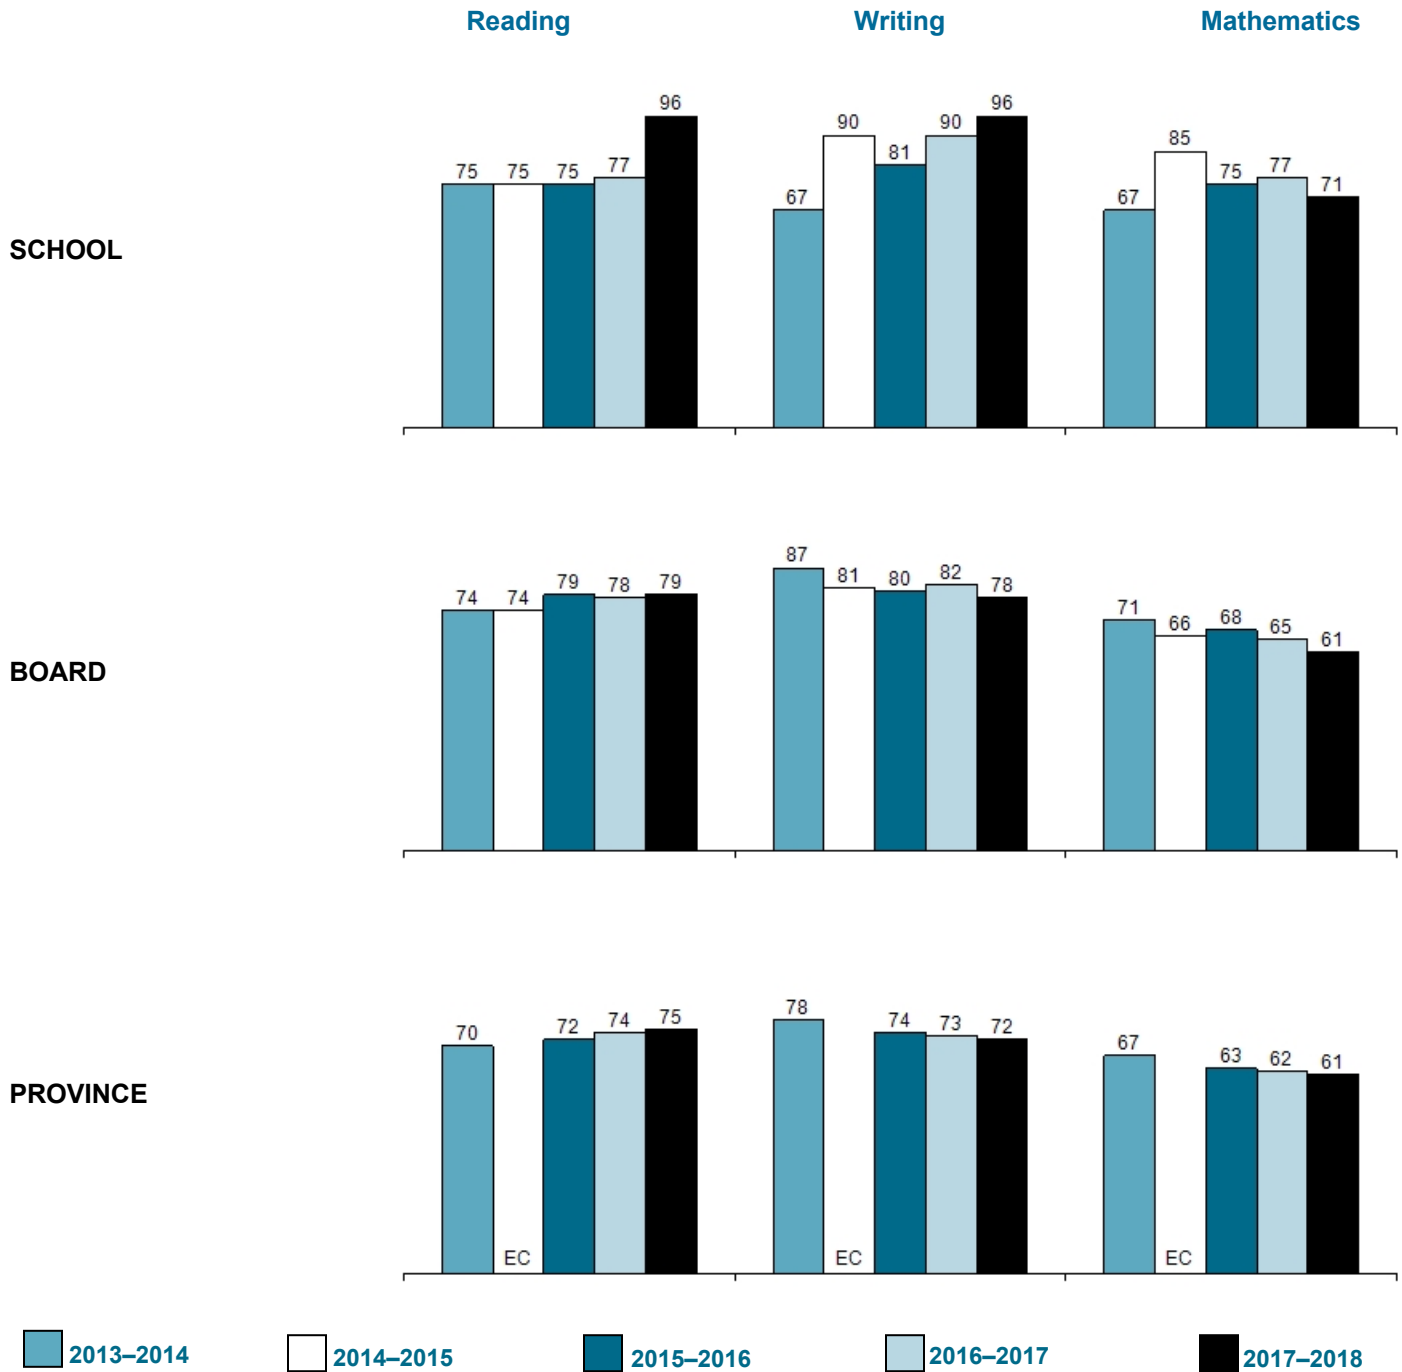 Reading Writing Mathematics
SCHOOL
75 75 75 77 96
67 90 81 90 96
67 85 75 77 71
BOARD
74 74 79 78 79
87 81 80 82 78
71 66 68 65 61
PROVINCE
70 EC 72 74 75
78 EC 74 73 72
67 EC 63 62 61
2013–2014 2014–2015 2015–2016 2016–2017 2017–2018